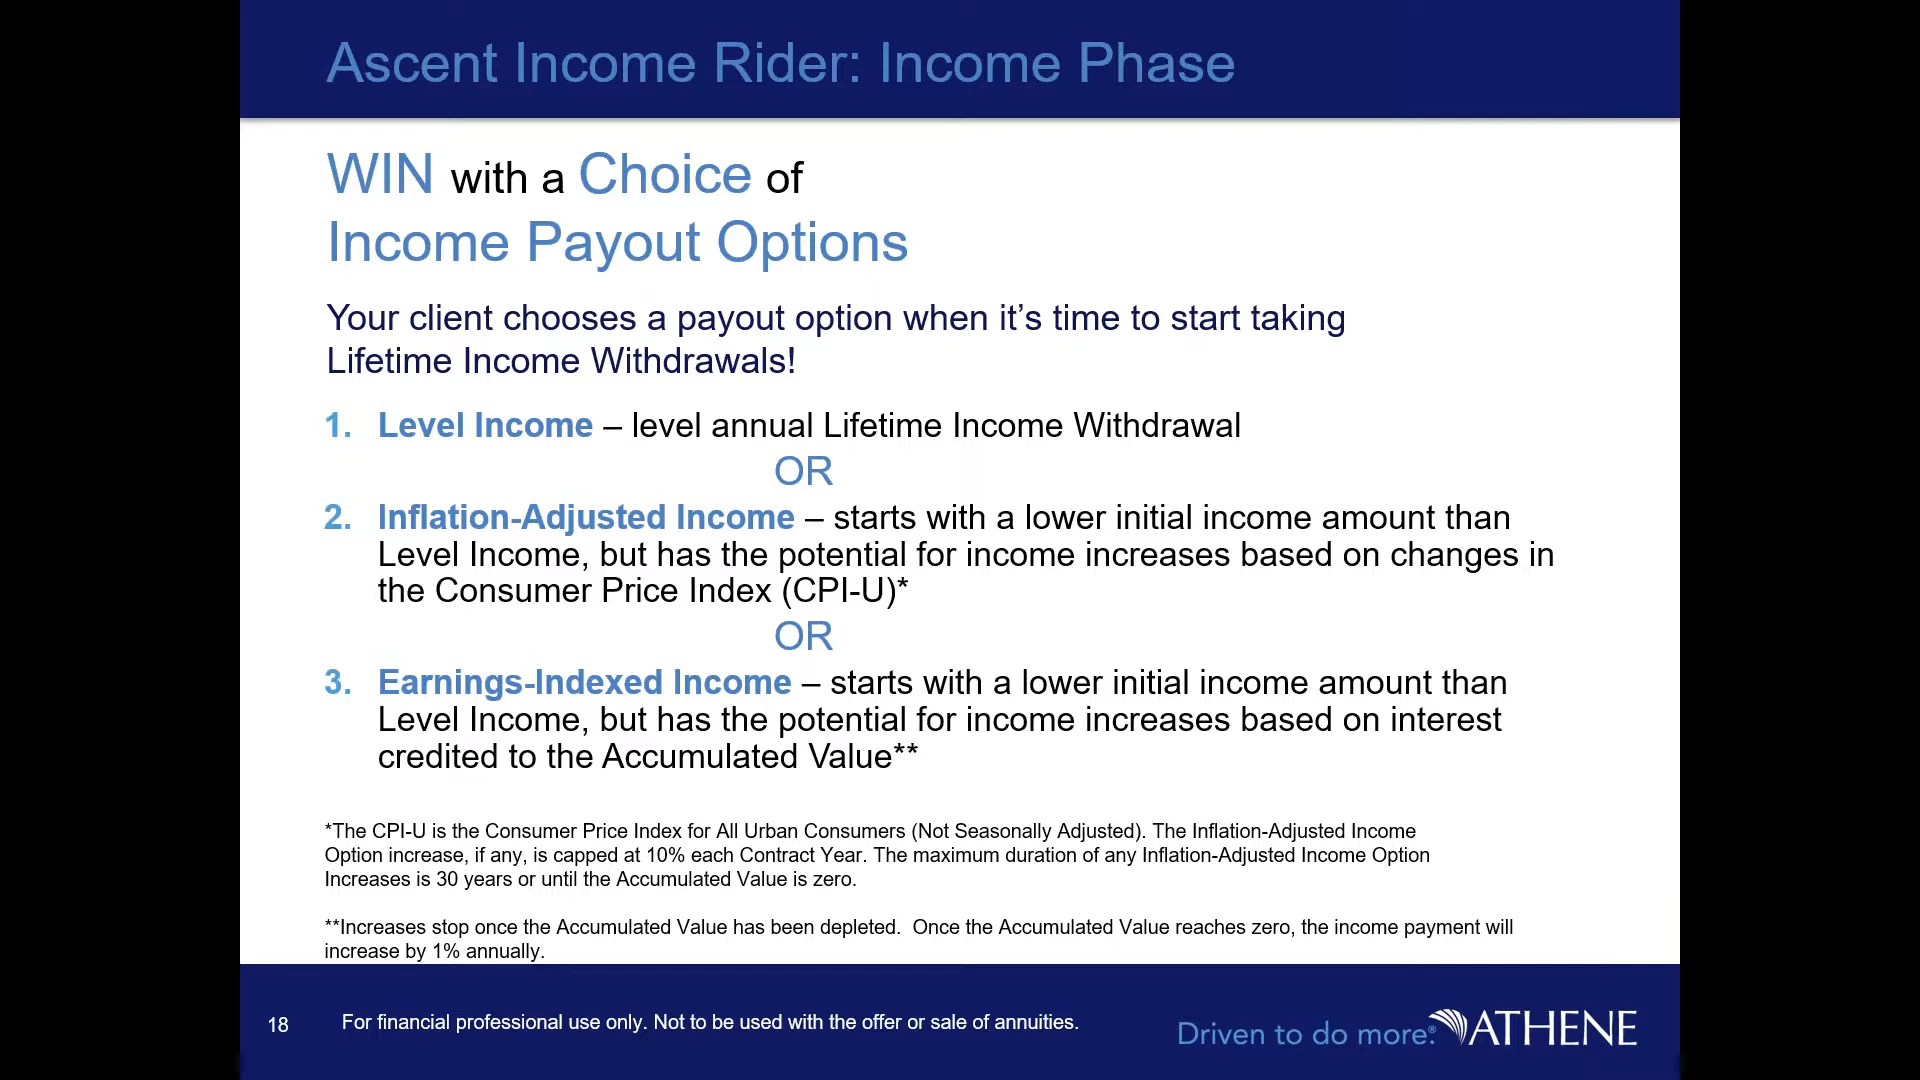 Ascent Income Rider: Income Phase
WIN with a Choice of
Income Payout Options
Your client chooses a payout option when it’s time to start taking
Lifetime Income Withdrawals!
1. Level Income – level annual Lifetime Income Withdrawal
OR
2. Inflation-Adjusted Income – starts with a lower initial income amount than
Level Income, but has the potential for income increases based on changes in
the Consumer Price Index (CPI-U)*
OR
3. Earnings-Indexed Income – starts with a lower initial income amount than
Level Income, but has the potential for income increases based on interest
credited to the Accumulated Value**
*The CPI-U is the Consumer Price Index for All Urban Consumers (Not Seasonally Adjusted). The Inflation-Adjusted Income
Option increase, if any, is capped at 10% each Contract Year. The maximum duration of any Inflation-Adjusted Income Option
Increases is 30 years or until the Accumulated Value is zero.
**Increases stop once the Accumulated Value has been depleted.  Once the Accumulated Value reaches zero, the income payment will
increase by 1% annually.
18 For financial professional use only. Not to be used with the offer or sale of annuities.
Driven to do more.® ATHENE